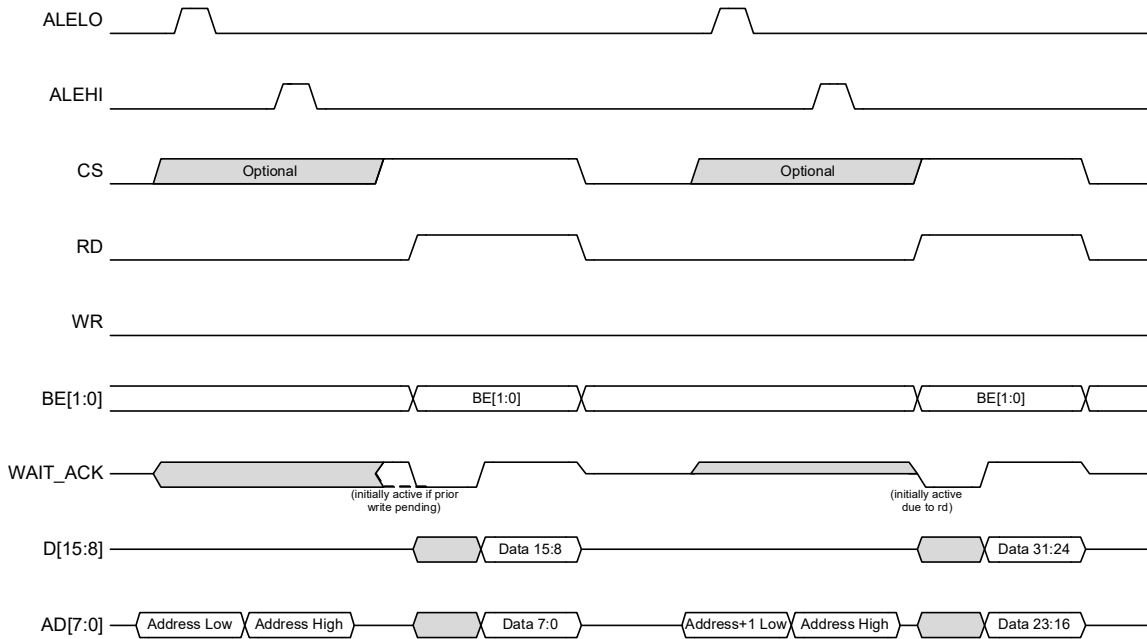 ALELO
ALEHI
CS
Optional
Optional
RD
WR
BE[1:0]
BE[1:0]
BE[1:0]
WAIT_ACK
(initially active if prior
write pending)
(initially active
due to rd)
D[15:8]
Data 15:8
Data 31:24
AD[7:0]
Address Low
Address High
Data 7:0
Address+1 Low
Address High
Data 23:16